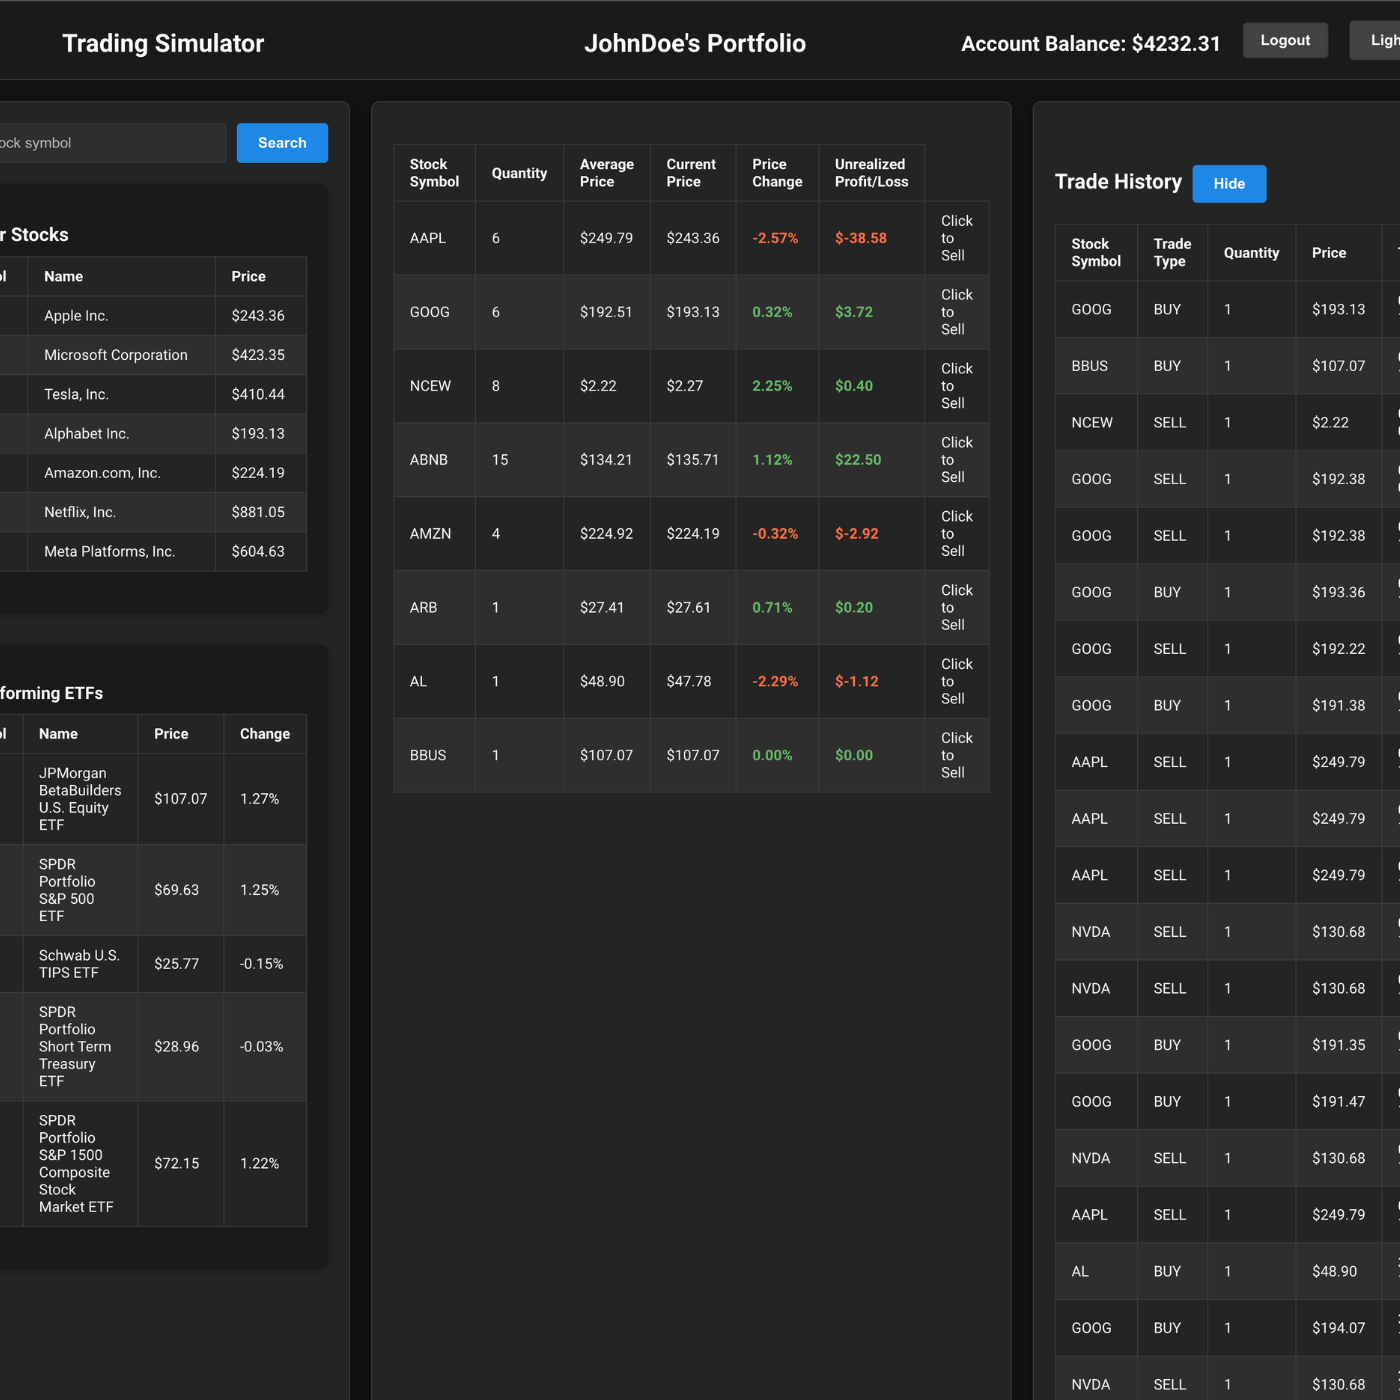 Trading Simulator
JohnDoe's Portfolio
Account Balance: $4232.31
Logout
Ligh
ock symbol
Search
r Stocks
ol Name Price
Apple Inc. $243.36
Microsoft Corporation $423.35
Tesla, Inc. $410.44
Alphabet Inc. $193.13
Amazon.com, Inc. $224.19
Netflix, Inc. $881.05
Meta Platforms, Inc. $604.63
forming ETFs
ol Name Price Change
JPMorgan
BetaBuilders
U.S. Equity
ETF
$107.07 1.27%
SPDR
Portfolio
S&P 500
ETF
$69.63 1.25%
Schwab U.S.
TIPS ETF
$25.77 -0.15%
SPDR
Portfolio
Short Term
Treasury
ETF
$28.96 -0.03%
SPDR
Portfolio
S&P 1500
Composite
Stock
Market ETF
$72.15 1.22%
Stock
Symbol
Quantity
Average
Price
Current
Price
Price
Change
Unrealized
Profit/Loss
AAPL 6 $249.79 $243.36 -2.57% $-38.58
Click
to
Sell
GOOG 6 $192.51 $193.13 0.32% $3.72
Click
to
Sell
NCEW 8 $2.22 $2.27 2.25% $0.40
Click
to
Sell
ABNB 15 $134.21 $135.71 1.12% $22.50
Click
to
Sell
AMZN 4 $224.92 $224.19 -0.32% $-2.92
Click
to
Sell
ARB 1 $27.41 $27.61 0.71% $0.20
Click
to
Sell
AL 1 $48.90 $47.78 -2.29% $-1.12
Click
to
Sell
BBUS 1 $107.07 $107.07 0.00% $0.00
Click
to
Sell
Trade History
Hide
Stock
Symbol
Trade
Type
Quantity
Price
GOOG BUY 1 $193.13
BBUS BUY 1 $107.07
NCEW SELL 1 $2.22
GOOG SELL 1 $192.38
GOOG SELL 1 $192.38
GOOG BUY 1 $193.36
GOOG SELL 1 $192.22
GOOG BUY 1 $191.38
AAPL SELL 1 $249.79
AAPL SELL 1 $249.79
AAPL SELL 1 $249.79
NVDA SELL 1 $130.68
NVDA SELL 1 $130.68
GOOG BUY 1 $191.35
GOOG BUY 1 $191.47
NVDA SELL 1 $130.68
AAPL SELL 1 $249.79
AL BUY 1 $48.90
GOOG BUY 1 $194.07
NVDA SELL 1 $130.68